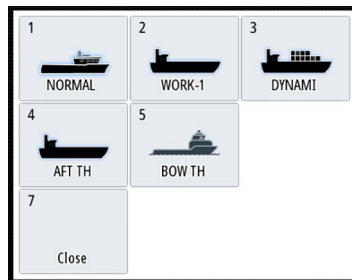 1
2
3
NORMAL
WORK-1
DYNAMI
4
5
AFT TH
BOW TH
7
Close